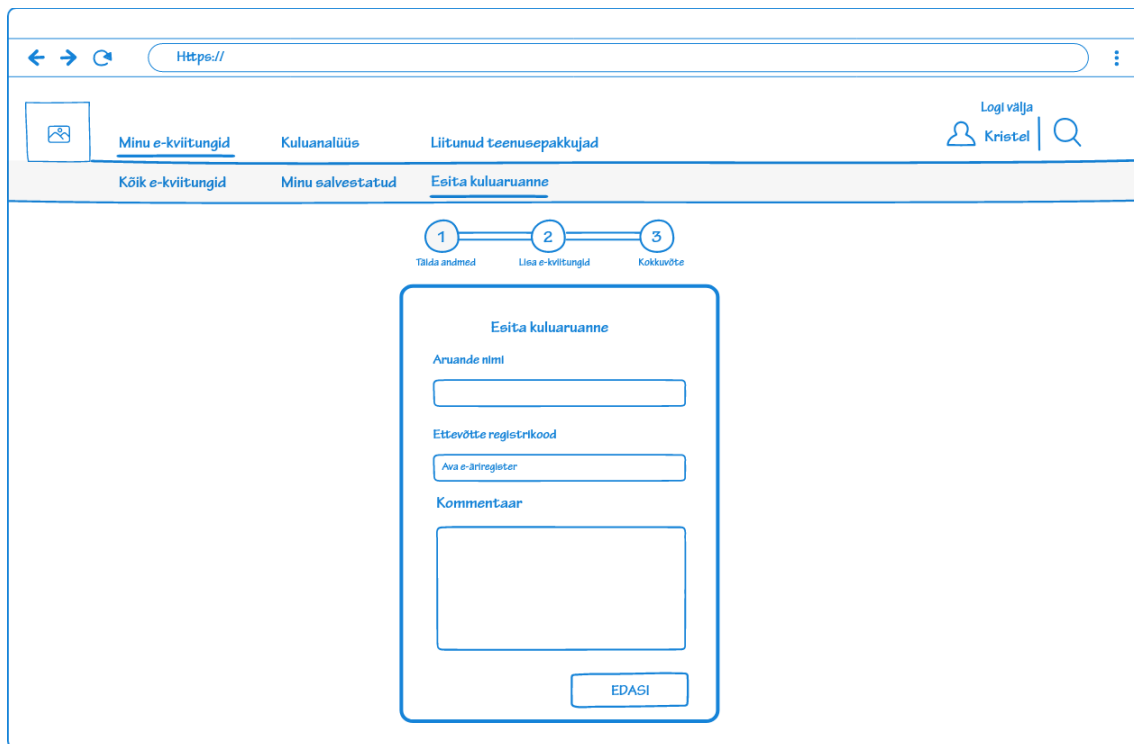 Https://
Logi välja
Minu e-kviitungid Kuluanalüüs Liitunud teenusepakkujad Kristel
Kõik e-kviitungid Minu salvestatud Esita kuluaruanne
1 2 3
Täida andmed Lisa e-kviitungid Kokkuvõte
Esita kuluaruanne
Aruande nimi
Ettevõtte registrikood
Ava e-äriregister
Kommentaar
EDASI